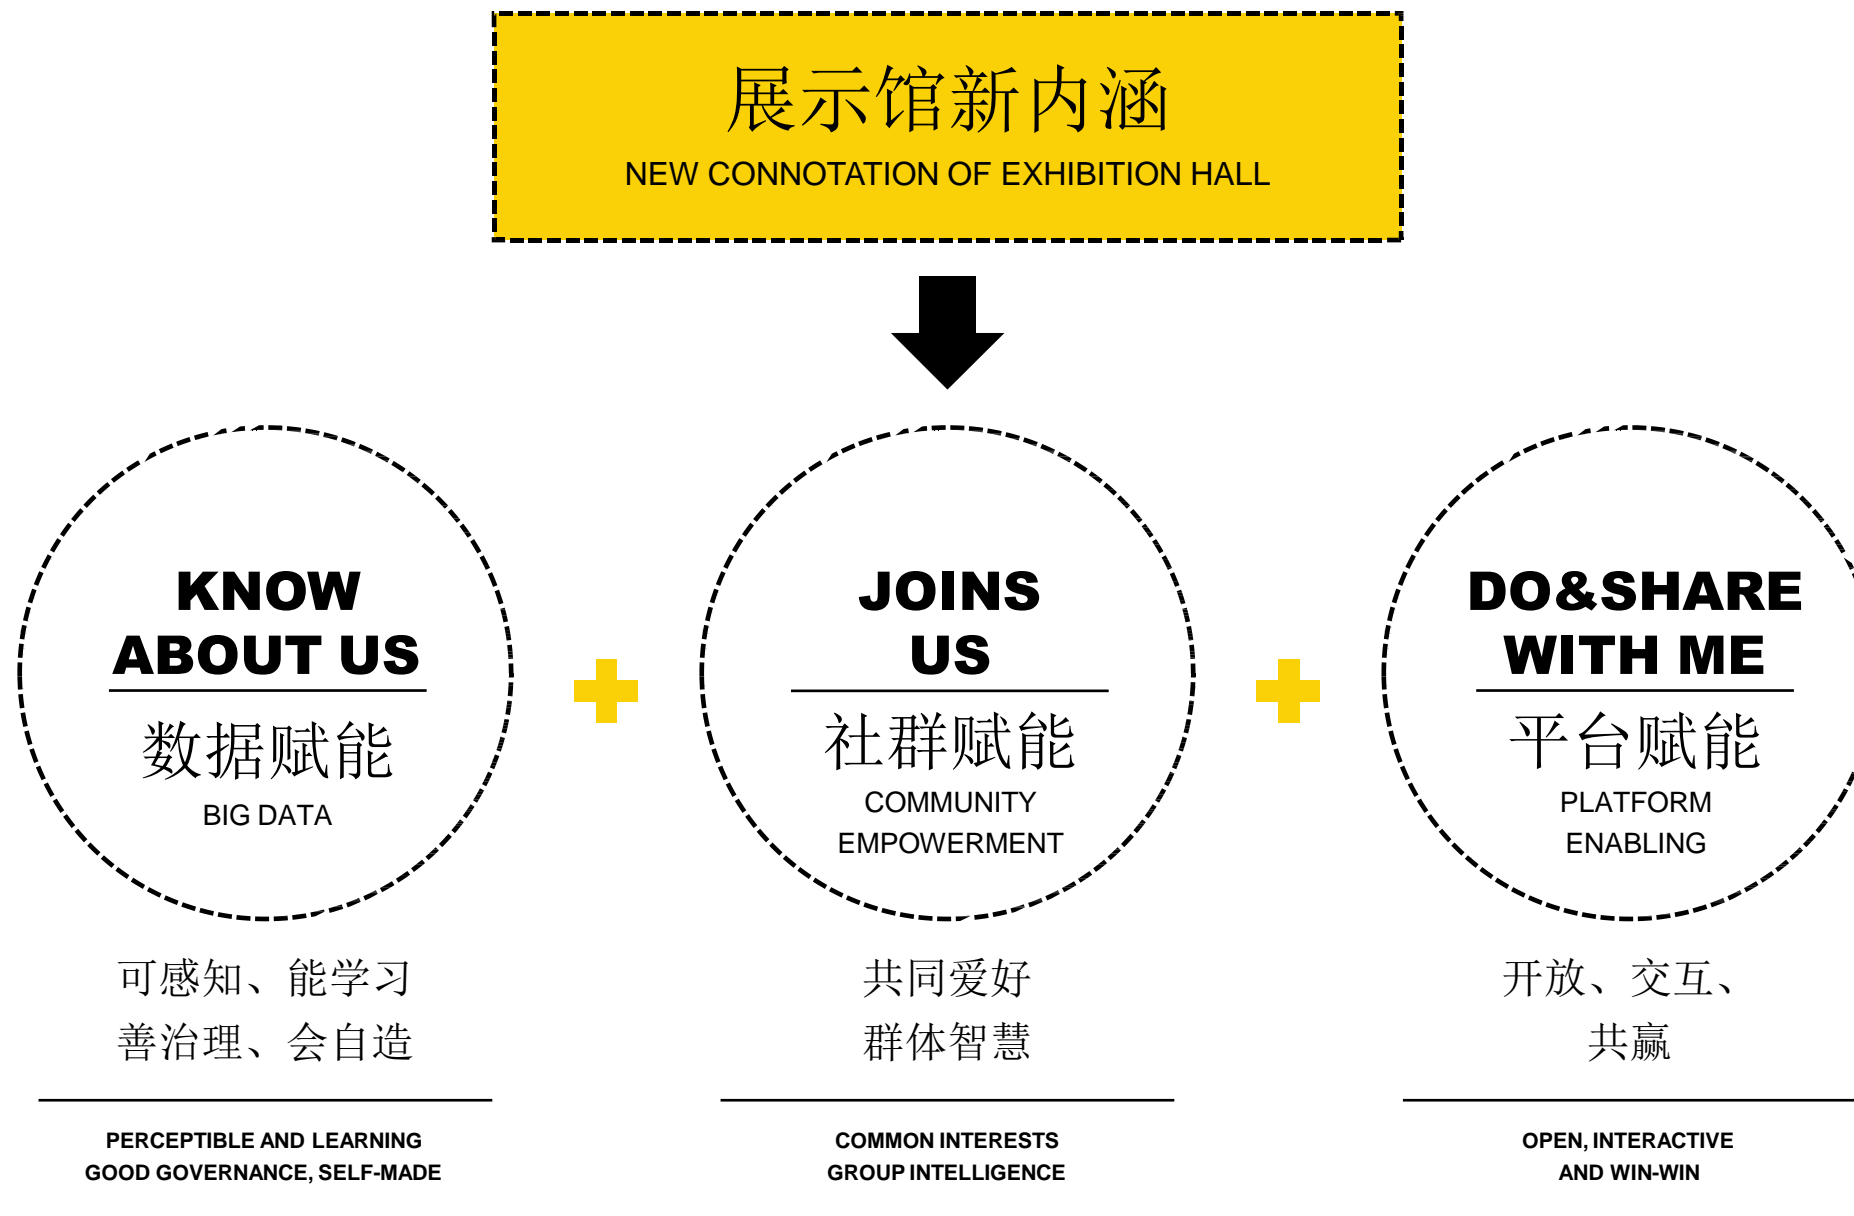 展示馆新内涵
NEW CONNOTATION OF EXHIBITION HALL
KNOW
ABOUT US
数据赋能
BIG DATA
可感知、能学习
善治理、会自造
PERCEPTIBLE AND LEARNING
GOOD GOVERNANCE, SELF-MADE
JOINS
US
社群赋能
COMMUNITY
EMPOWERMENT
共同爱好
群体智慧
COMMON INTERESTS
GROUP INTELLIGENCE
DO&SHARE
WITH ME
平台赋能
PLATFORM
ENABLING
开放、交互、
共赢
OPEN, INTERACTIVE
AND WIN-WIN